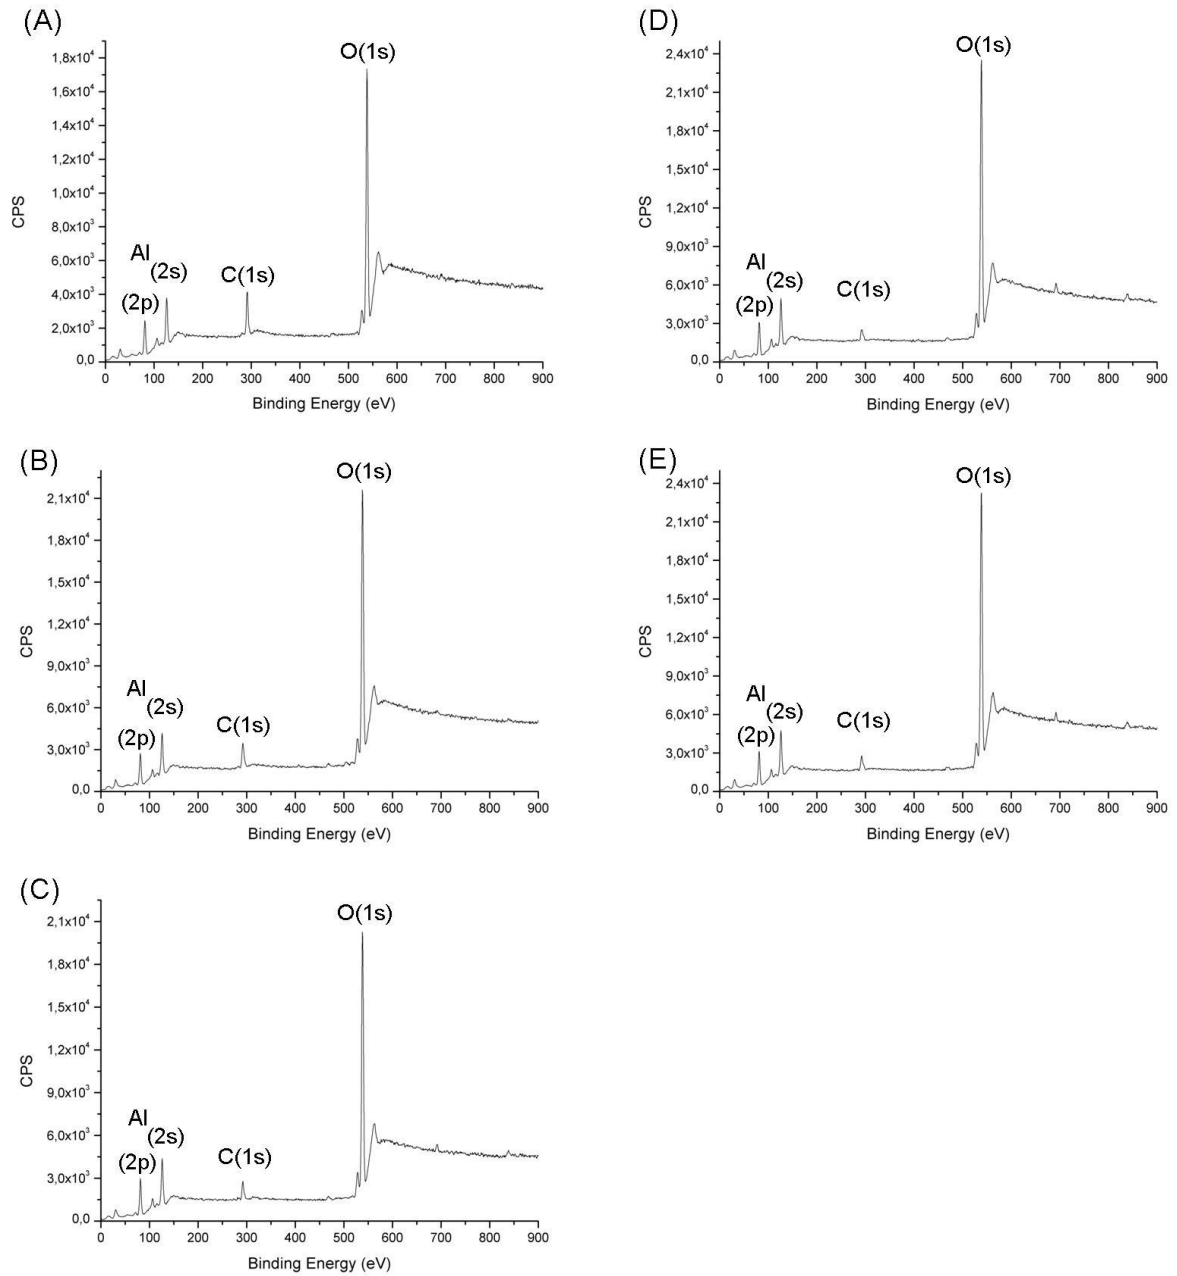 (A)
O(1s)
1,8x10⁴
1,6x10⁴
1,4x10⁴
1,2x10⁴
1,0x10⁴
8,0x10³
6,0x10³
4,0x10³
2,0x10³
0,0
CPS
Al
(2s)
(2p)
C(1s)
0 100 200 300 400 500 600 700 800 900
Binding Energy (eV)
(B)
O(1s)
2,1x10⁴
1,8x10⁴
1,5x10⁴
1,2x10⁴
9,0x10³
6,0x10³
3,0x10³
0,0
CPS
Al
(2s)
(2p)
C(1s)
0 100 200 300 400 500 600 700 800 900
Binding Energy (eV)
(C)
O(1s)
2,1x10⁴
1,8x10⁴
1,5x10⁴
1,2x10⁴
9,0x10³
6,0x10³
3,0x10³
0,0
CPS
Al
(2s)
(2p)
C(1s)
0 100 200 300 400 500 600 700 800 900
Binding Energy (eV)
(D)
O(1s)
2,4x10⁴
2,1x10⁴
1,8x10⁴
1,5x10⁴
1,2x10⁴
9,0x10³
6,0x10³
3,0x10³
0,0
CPS
Al
(2s)
(2p)
C(1s)
0 100 200 300 400 500 600 700 800 900
Binding Energy (eV)
(E)
O(1s)
2,4x10⁴
2,1x10⁴
1,8x10⁴
1,5x10⁴
1,2x10⁴
9,0x10³
6,0x10³
3,0x10³
0,0
CPS
Al
(2s)
(2p)
C(1s)
0 100 200 300 400 500 600 700 800 900
Binding Energy (eV)